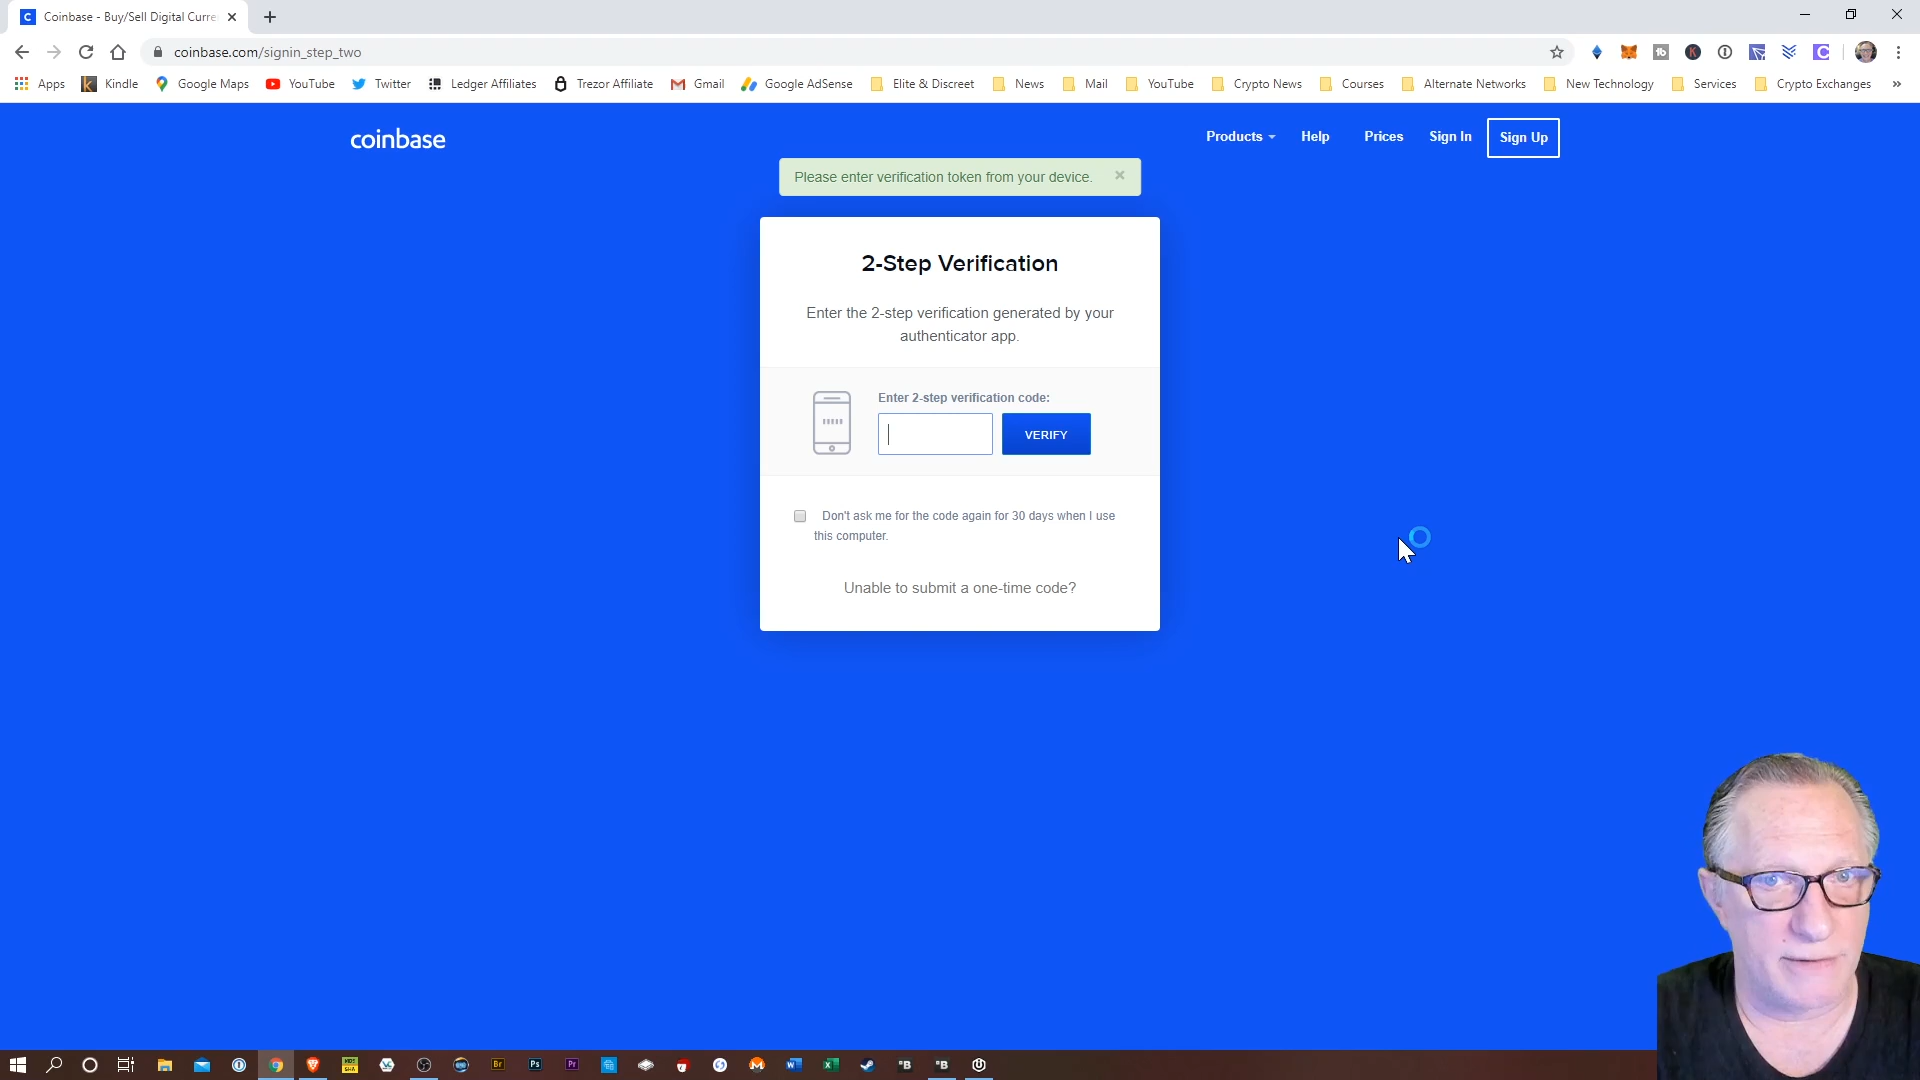 Coinbase - Buy/Sell Digital Curre
coinbase.com/signin_step_two
Apps Kindle Google Maps YouTube Twitter Ledger Affiliates Trezor Affiliate Gmail Google AdSense Elite & Discreet News Mail YouTube Crypto News Courses Alternate Networks New Technology Services Crypto Exchanges »
coinbase
Products Help Prices Sign In Sign Up
Please enter verification token from your device.
2-Step Verification
Enter the 2-step verification generated by your
authenticator app.
Enter 2-step verification code:
VERIFY
Don't ask me for the code again for 30 days when I use
this computer.
Unable to submit a one-time code?
Br Ps Pr